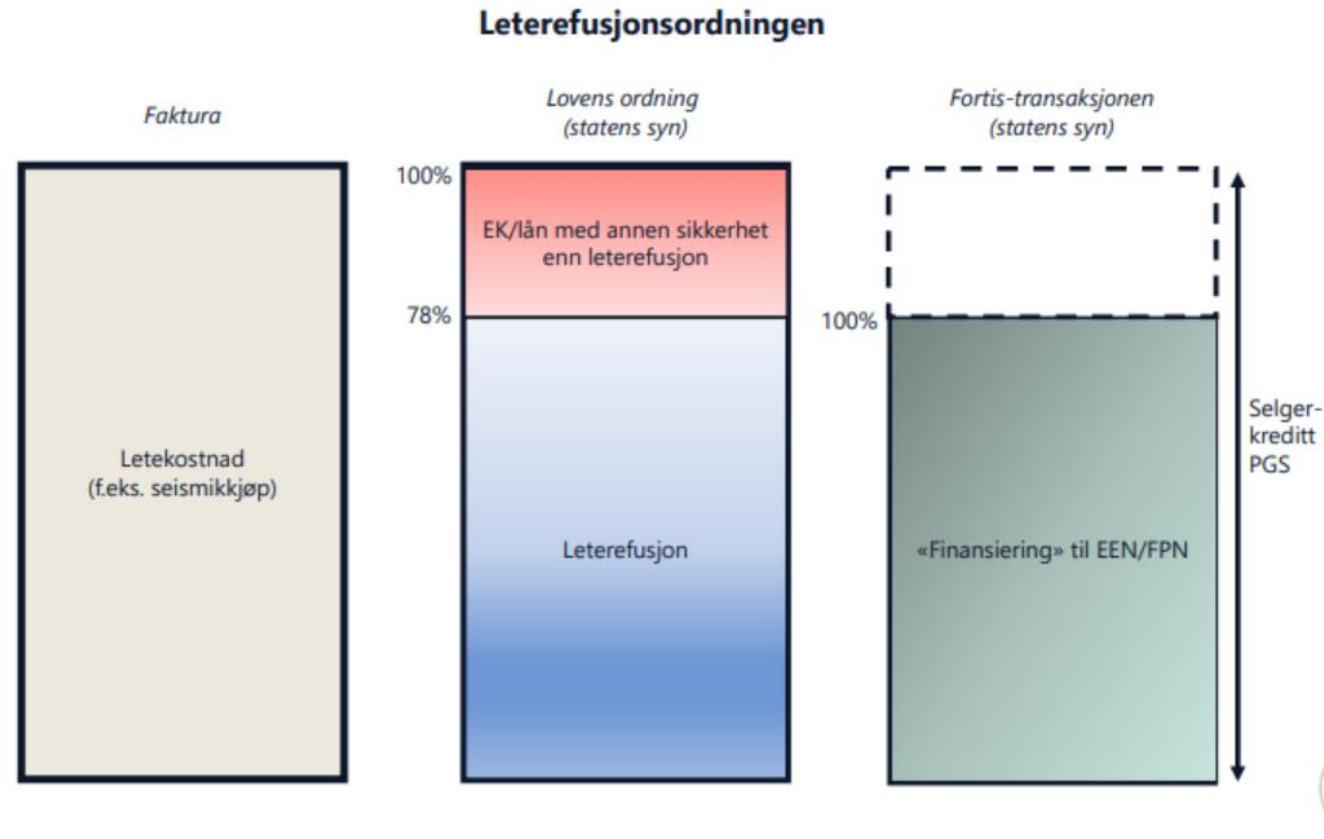 Leterefusjonsordningen
Faktura
Lovens ordning
(statens syn)
Fortis-transaksjonen
(statens syn)
100%
EK/lån med annen sikkerhet
enn leterefusjon
78%
100%
Letekostnad
(f.eks. seismikkjøp)
Leterefusjon
«Finansiering» til EEN/FPN
Selger-
kreditt
PGS